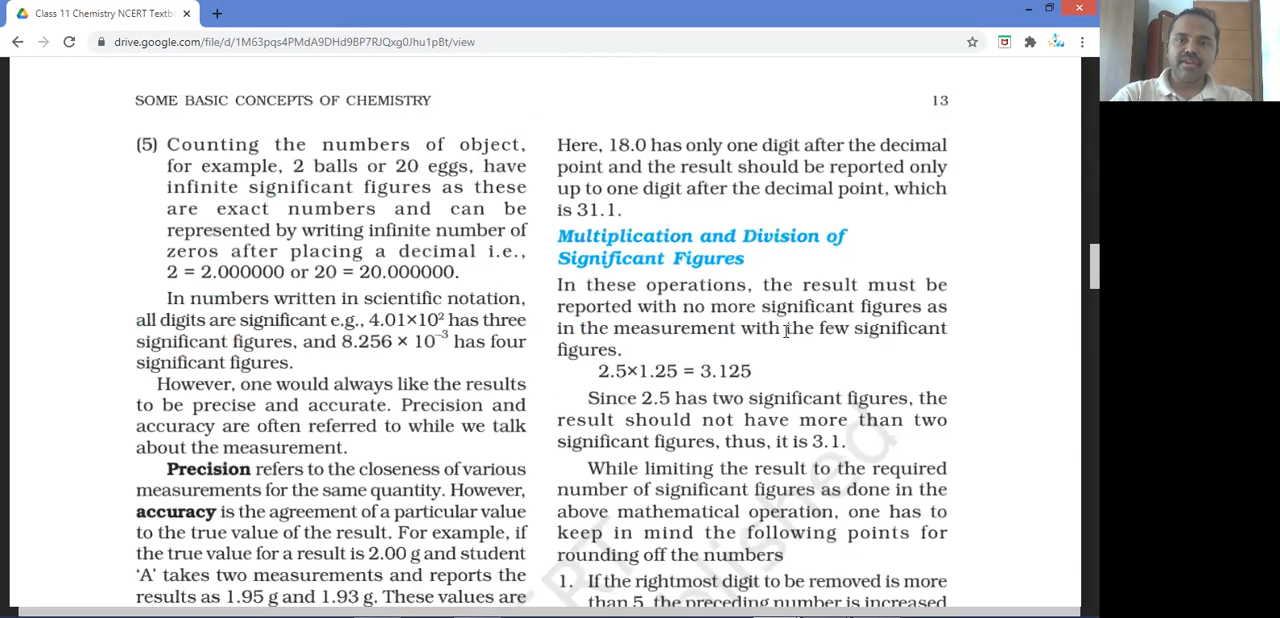 Class 11 Chemistry NCERT Textb
drive.google.com/file/d/1M63pqs4PMdA9DHd9BP7RJQxg0Jhu1pBt/view
SOME BASIC CONCEPTS OF CHEMISTRY
13
(5) Counting the numbers of object,
for example, 2 balls or 20 eggs, have
infinite significant figures as these
are exact numbers and can be
represented by writing infinite number of
zeros after placing a decimal i.e.,
2 = 2.000000 or 20 = 20.000000.
In numbers written in scientific notation,
all digits are significant e.g., 4.01×10² has three
significant figures, and 8.256 × 10⁻³ has four
significant figures.
However, one would always like the results
to be precise and accurate. Precision and
accuracy are often referred to while we talk
about the measurement.
Precision refers to the closeness of various
measurements for the same quantity. However,
accuracy is the agreement of a particular value
to the true value of the result. For example, if
the true value for a result is 2.00 g and student
‘A’ takes two measurements and reports the
results as 1.95 g and 1.93 g. These values are
Here, 18.0 has only one digit after the decimal
point and the result should be reported only
up to one digit after the decimal point, which
is 31.1.
Multiplication and Division of
Significant Figures
In these operations, the result must be
reported with no more significant figures as
in the measurement with the few significant
figures.
2.5×1.25 = 3.125
Since 2.5 has two significant figures, the
result should not have more than two
significant figures, thus, it is 3.1.
While limiting the result to the required
number of significant figures as done in the
above mathematical operation, one has to
keep in mind the following points for
rounding off the numbers
1. If the rightmost digit to be removed is more
than 5, the preceding number is increased